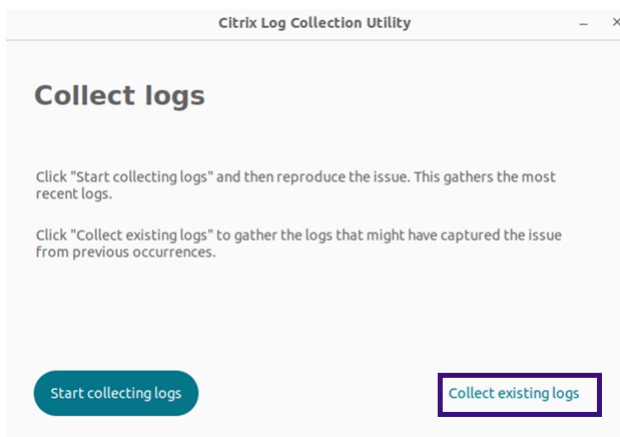 Citrix Log Collection Utility
Collect logs
Click "Start collecting logs" and then reproduce the issue. This gathers the most
recent logs.
Click "Collect existing logs" to gather the logs that might have captured the issue
from previous occurrences.
Start collecting logs
Collect existing logs